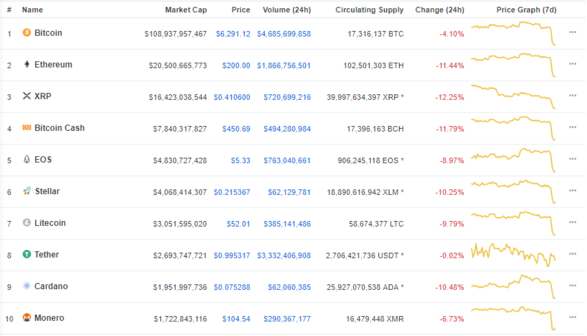 # Name Market Cap Price Volume (24h) Circulating Supply Change (24h) Price Graph (7d)
1 Bitcoin $108,937,957,467 $6,291.12 $4,685,699,858 17,316,137 BTC -4.10%
2 Ethereum $20,500,665,773 $200.00 $1,866,756,501 102,501,303 ETH -11.44%
3 XRP $16,423,038,544 $0.410600 $720,699,216 39,997,634,397 XRP * -12.25%
4 Bitcoin Cash $7,840,317,827 $450.69 $494,280,984 17,396,163 BCH -11.79%
5 EOS $4,830,727,428 $5.33 $763,040,661 906,245,118 EOS * -8.97%
6 Stellar $4,068,414,307 $0.215367 $62,129,781 18,890,616,942 XLM * -10.25%
7 Litecoin $3,051,595,020 $52.01 $385,141,486 58,674,377 LTC -9.79%
8 Tether $2,693,747,721 $0.995317 $3,332,406,908 2,706,421,736 USDT * -0.02%
9 Cardano $1,951,997,736 $0.075288 $62,060,385 25,927,070,538 ADA * -10.48%
10 Monero $1,722,843,116 $104.54 $290,367,177 16,479,448 XMR -6.73%